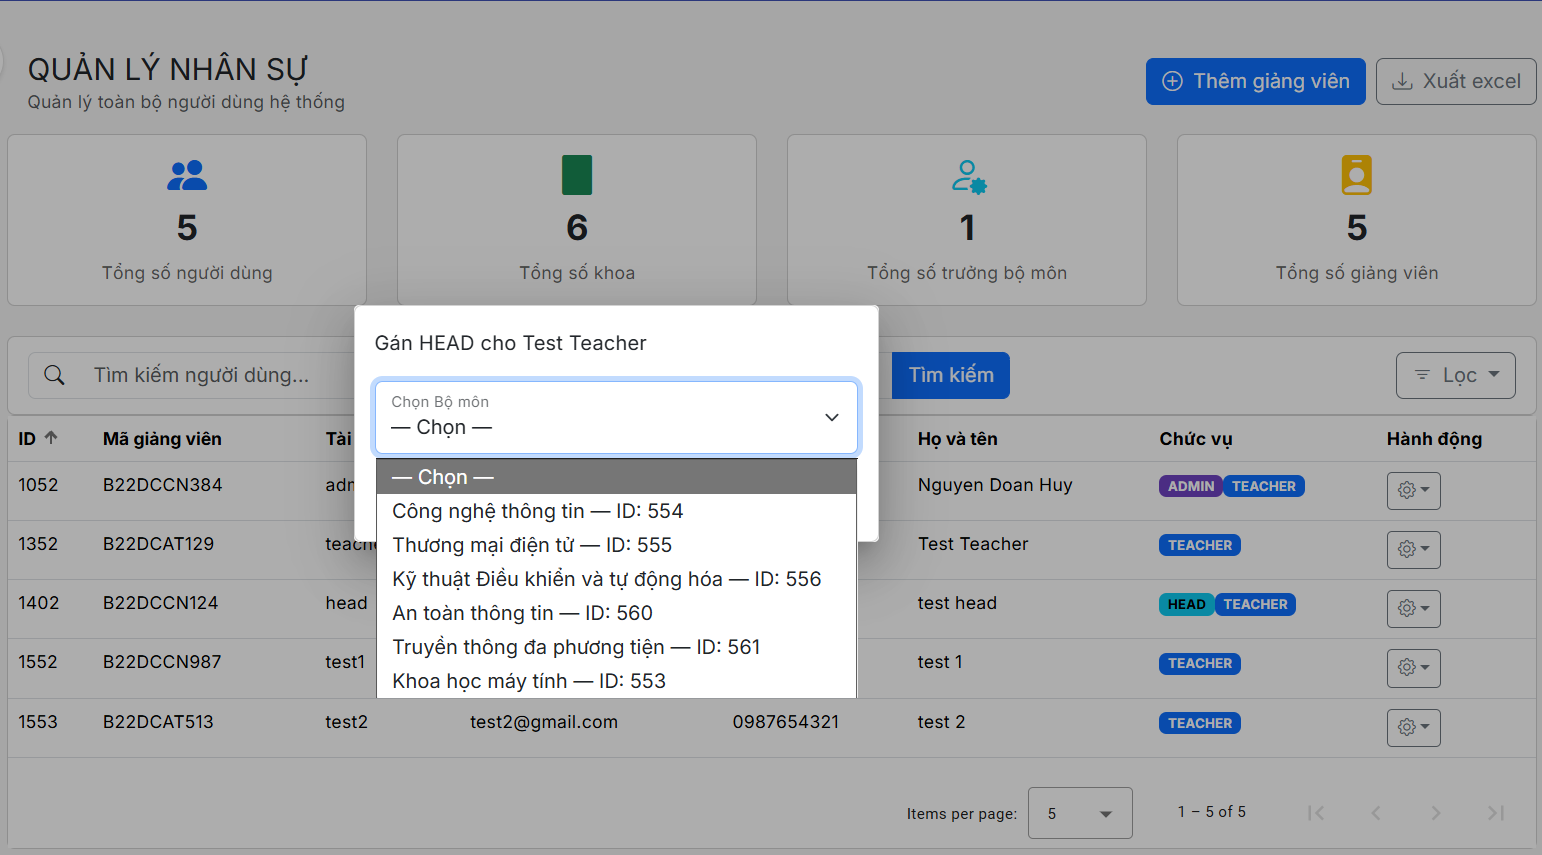 QUẢN LÝ NHÂN SỰ
Quản lý toàn bộ người dùng hệ thống
Thêm giảng viên
Xuất excel
5
Tổng số người dùng
6
Tổng số khoa
1
Tổng số trưởng bộ môn
5
Tổng số giảng viên
Gán HEAD cho Test Teacher
Chọn Bộ môn
— Chọn —
— Chọn —
Công nghệ thông tin — ID: 554
Thương mại điện tử — ID: 555
Kỹ thuật Điều khiển và tự động hóa — ID: 556
An toàn thông tin — ID: 560
Truyền thông đa phương tiện — ID: 561
Khoa học máy tính — ID: 553
Tìm kiếm người dùng...
Tìm kiếm
Lọc
ID Mã giảng viên Tài Họ và tên Chức vụ Hành động
1052 B22DCCN384 Nguyen Doan Huy ADMIN TEACHER
1352 B22DCAT129 Test Teacher TEACHER
1402 B22DCCN124 head test head HEAD TEACHER
1552 B22DCCN987 test1 test 1 TEACHER
1553 B22DCAT513 test2 test2@gmail.com 0987654321 test 2 TEACHER
Items per page: 5 1 – 5 of 5